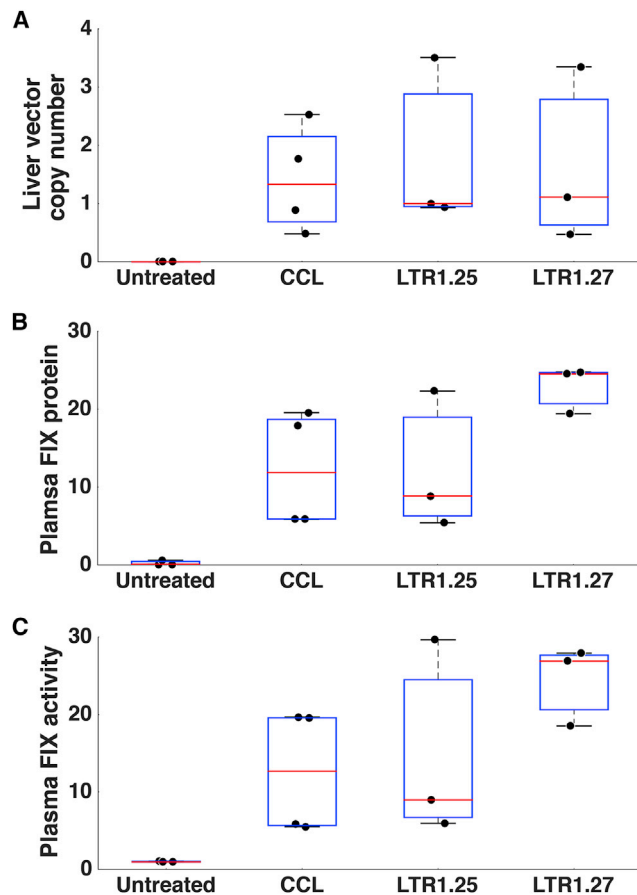 A
Liver vector
copy number
4
3
2
1
0
Untreated CCL LTR1.25 LTR1.27
B
Plamsa FIX protein
30
20
10
0
Untreated CCL LTR1.25 LTR1.27
C
Plasma FIX activity
30
20
10
0
Untreated CCL LTR1.25 LTR1.27